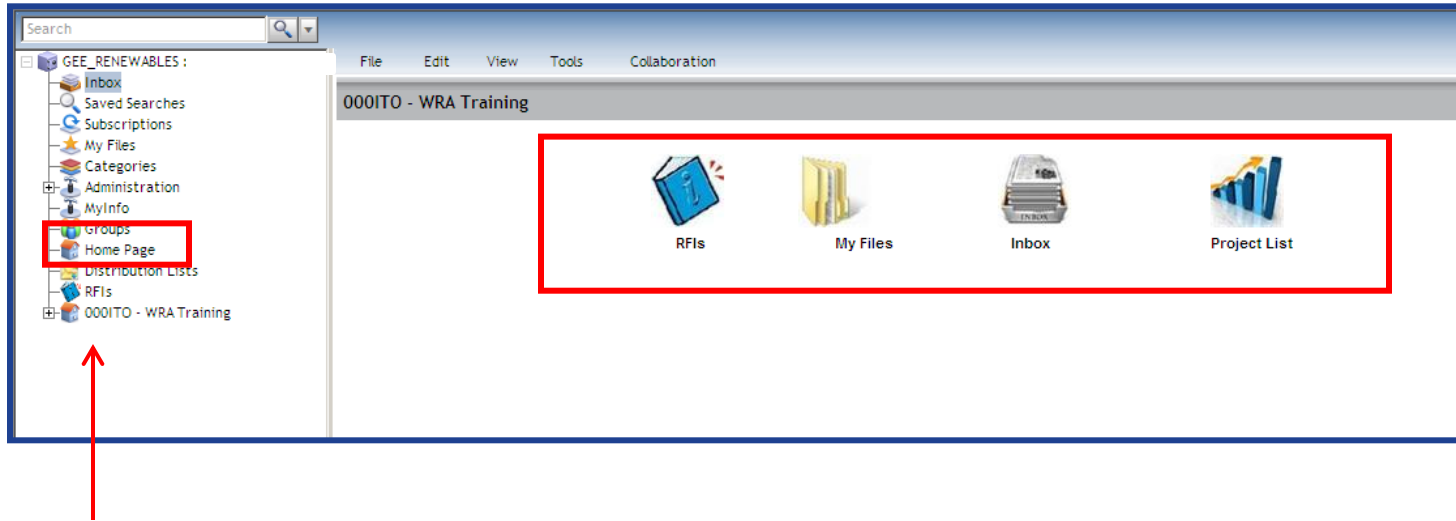 Search
GEE_RENEWABLES :
Inbox
Saved Searches
Subscriptions
My Files
Categories
Administration
MyInfo
Groups
Home Page
Distribution Lists
RFIs
000ITO - WRA Training
File Edit View Tools Collaboration
000ITO - WRA Training
INBOX
RFIs My Files Inbox Project List